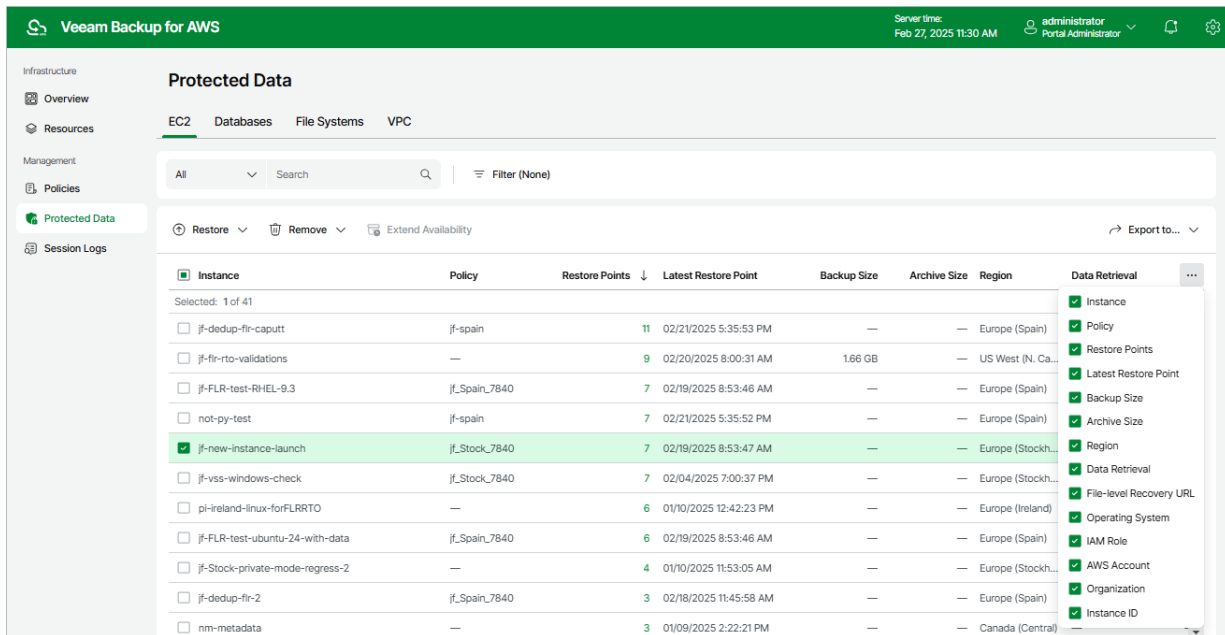 Veeam Backup for AWS
Server time:
Feb 27, 2025 11:30 AM
administrator
Portal Administrator
Infrastructure
Overview
Resources
Management
Policies
Protected Data
Session Logs
Protected Data
EC2 Databases File Systems VPC
All Search Filter (None)
Restore Remove Extend Availability Export to...
Instance Policy Restore Points Latest Restore Point Backup Size Archive Size Region Data Retrieval ...
Selected: 1 of 41
jf-dedup-flr-caputt jf-spain 11 02/21/2025 5:35:53 PM — — Europe (Spain)
jf-flr-rto-validations — 9 02/20/2025 8:00:31 AM 1.66 GB — US West (N. Ca...
jf-FLR-test-RHEL-9.3 jf_Spain_7840 7 02/19/2025 8:53:46 AM — — Europe (Spain)
not-py-test jf-spain 7 02/21/2025 5:35:52 PM — — Europe (Spain)
jf-new-instance-launch jf_Stock_7840 7 02/19/2025 8:53:47 AM — — Europe (Stockh...
jf-vss-windows-check jf_Stock_7840 7 02/04/2025 7:00:37 PM — — Europe (Stockh...
pi-ireland-linux-forFLRRTO — 6 01/10/2025 12:42:23 PM — — Europe (Ireland)
jf-FLR-test-ubuntu-24-with-data jf_Spain_7840 6 02/19/2025 8:53:46 AM — — Europe (Spain)
jf-Stock-private-mode-regress-2 — 4 01/10/2025 11:53:05 AM — — Europe (Stockh...
jf-dedup-flr-2 jf_Spain_7840 3 02/18/2025 11:45:58 AM — — Europe (Spain)
nm-metadata — 3 01/09/2025 2:22:21 PM — — Canada (Central)
Instance
Policy
Restore Points
Latest Restore Point
Backup Size
Archive Size
Region
Data Retrieval
File-level Recovery URL
Operating System
IAM Role
AWS Account
Organization
Instance ID